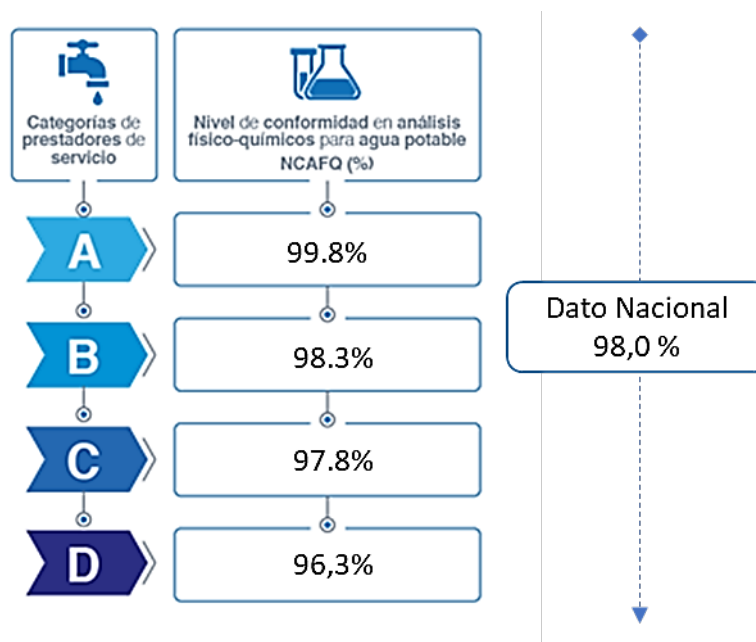 Categorías de
prestadores de
servicio
Nivel de conformidad en análisis
físico-químicos para agua potable
NCAFQ (%)
A
99.8%
B
98.3%
C
97.8%
D
96,3%
Dato Nacional
98,0 %